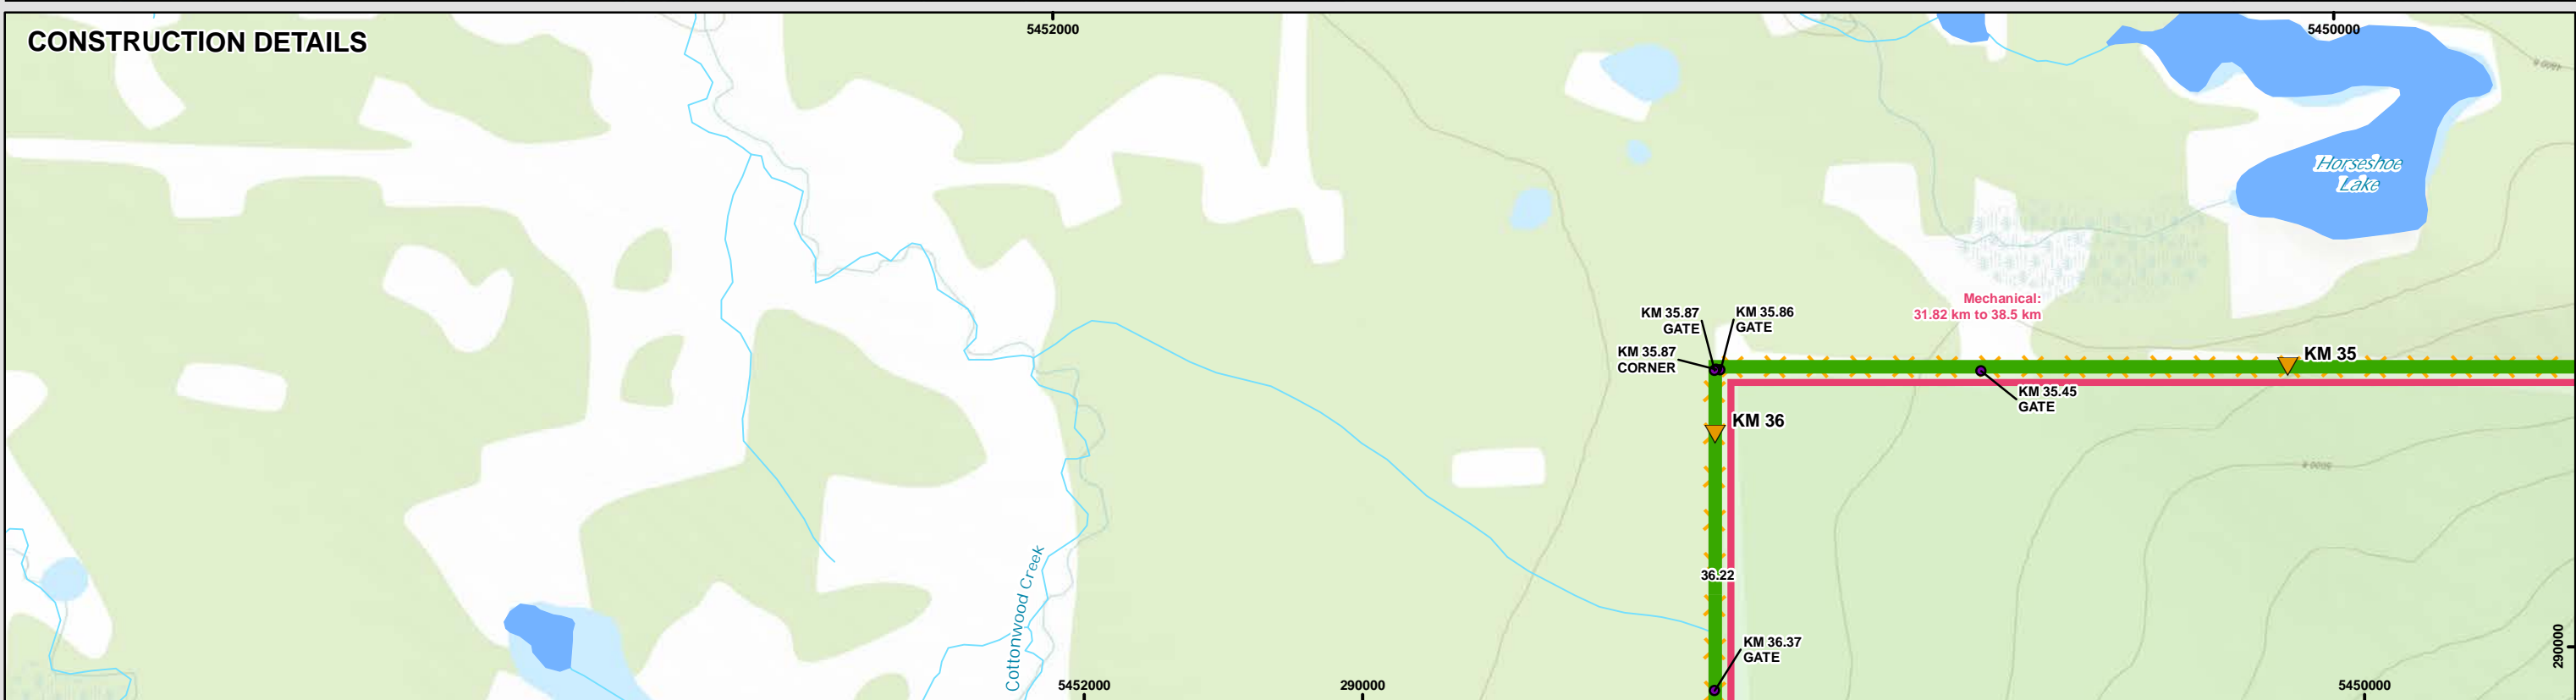 CONSTRUCTION DETAILS
5452000
5450000
Horseshoe
Lake
Mechanical:
31.82 km to 38.5 km
KM 35.87
GATE
KM 35.86
GATE
KM 35.87
CORNER
KM 35
KM 35.45
GATE
KM 36
36.22
Cottonwood Creek
KM 36.37
GATE
290000
5452000
290000
5450000